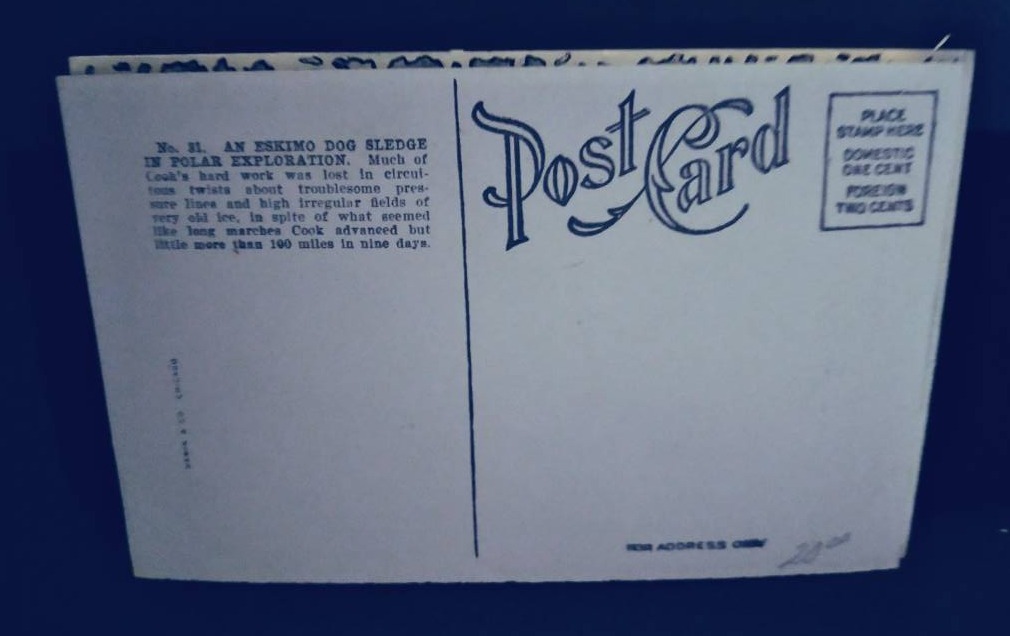 No. 31. AN ESKIMO DOG SLEDGE
IN POLAR EXPLORATION. Much of
Cook's hard work was lost in circui-
tous twists about troublesome pres-
sure lines and high irregular fields of
very old ice, in spite of what seemed
like long marches Cook advanced but
little more than 100 miles in nine days.
Post Card
PLACE
STAMP HERE
DOMESTIC
ONE CENT
FOREIGN
TWO CENTS
FOR ADDRESS ONLY
20.00